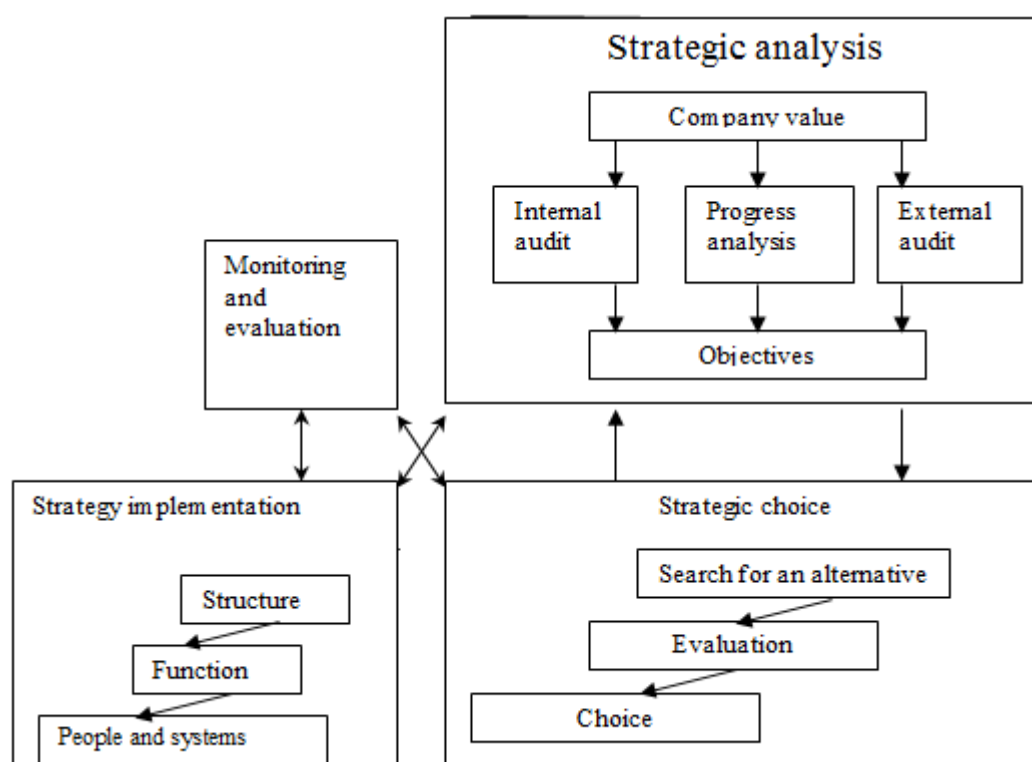 Strategic analysis
Company value
Internal
audit
Progress
analysis
External
audit
Objectives
Monitoring
and
evaluation
Strategy implementation
Structure
Function
People and systems
Strategic choice
Search for an alternative
Evaluation
Choice